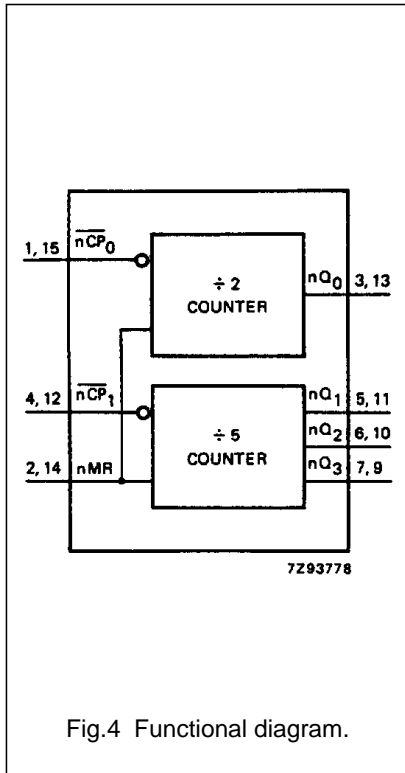 1, 15 nCP0
÷ 2
COUNTER
nQ0 3, 13
4, 12 nCP1
÷ 5
COUNTER
nQ1 5, 11
nQ2 6, 10
nQ3 7, 9
2, 14 nMR
7Z93778
Fig.4 Functional diagram.